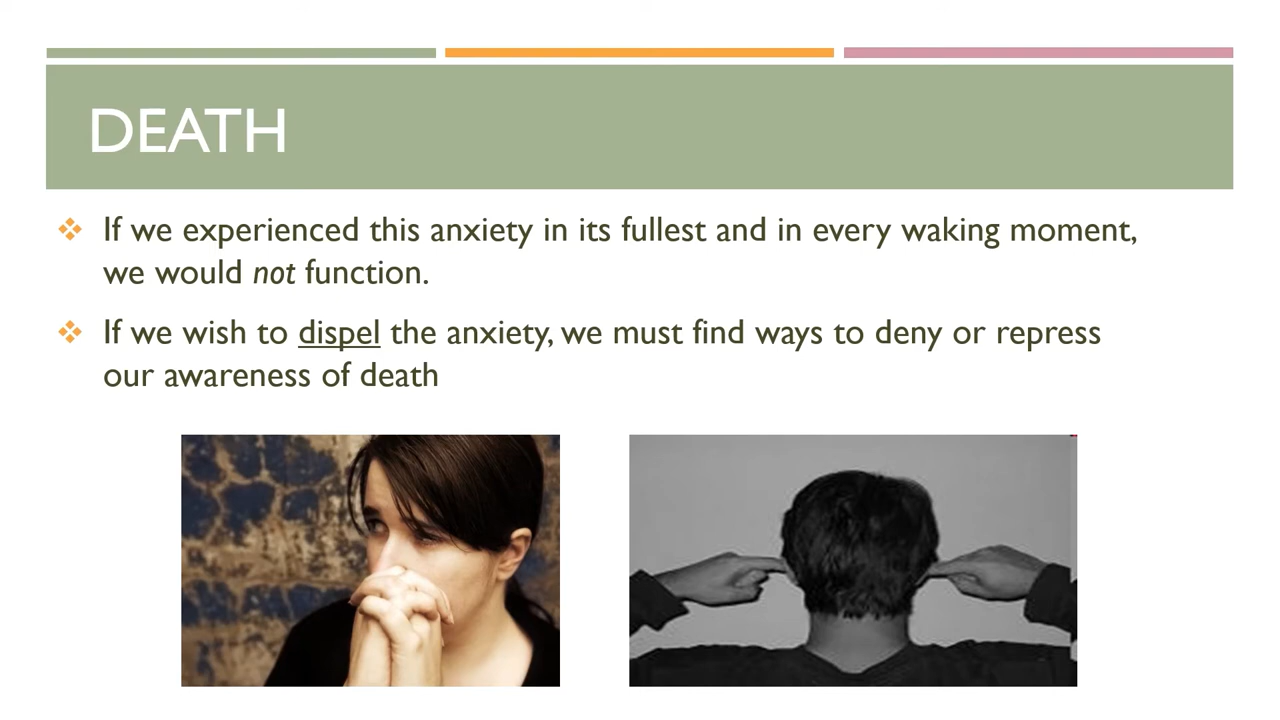 DEATH
If we experienced this anxiety in its fullest and in every waking moment,
we would not function.
If we wish to dispel the anxiety, we must find ways to deny or repress
our awareness of death